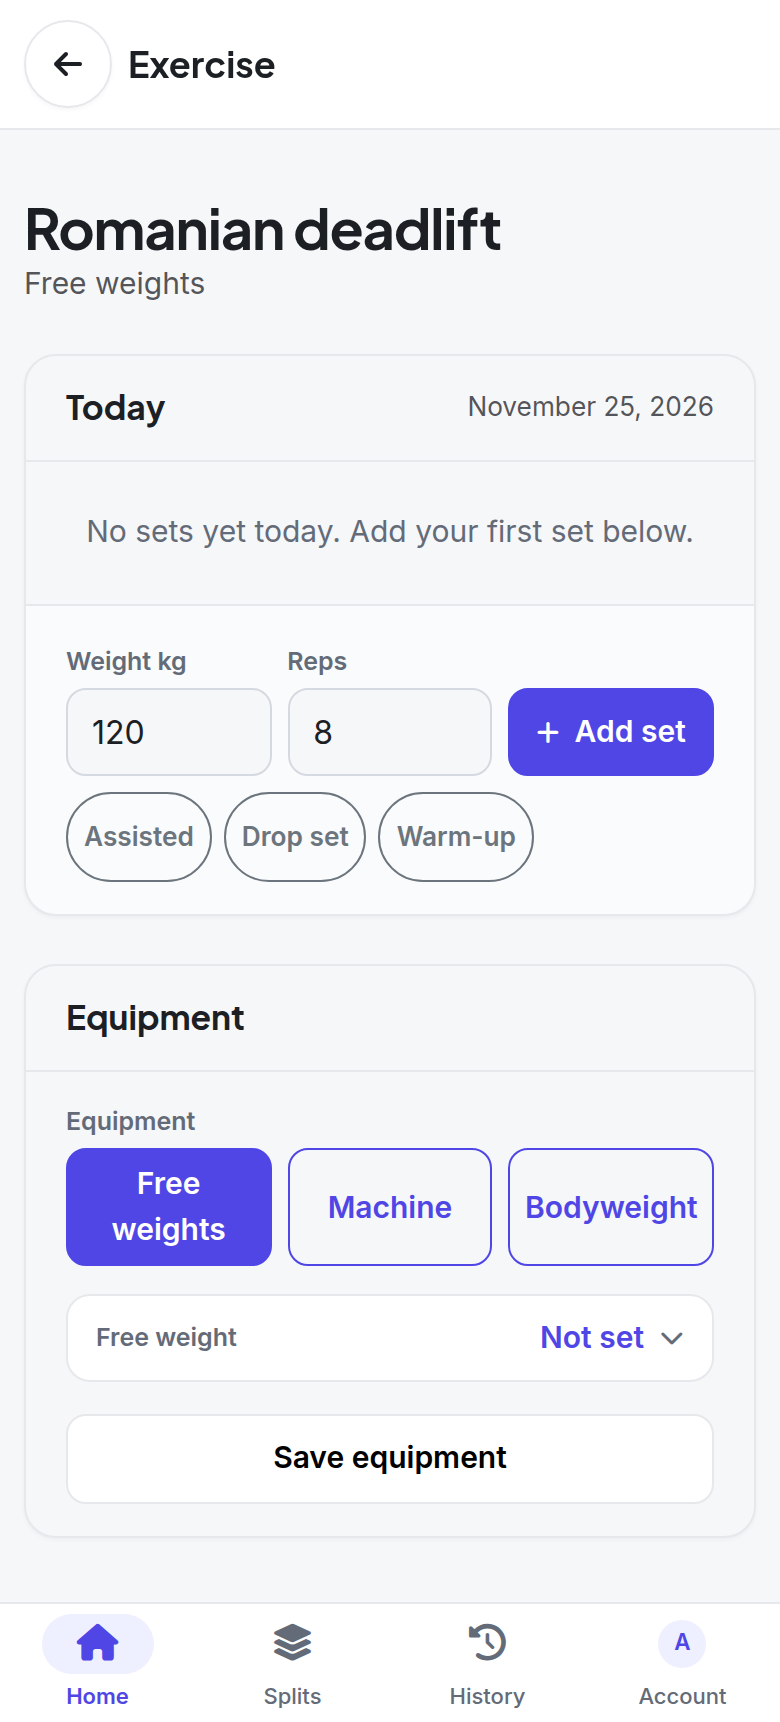 Exercise
Romanian deadlift
Free weights
Today November 25, 2026
No sets yet today. Add your first set below.
Weight kg Reps
120 8 Add set
Assisted Drop set Warm-up
Equipment
Equipment
Free weights Machine Bodyweight
Free weight Not set
Save equipment
A
Home Splits History Account